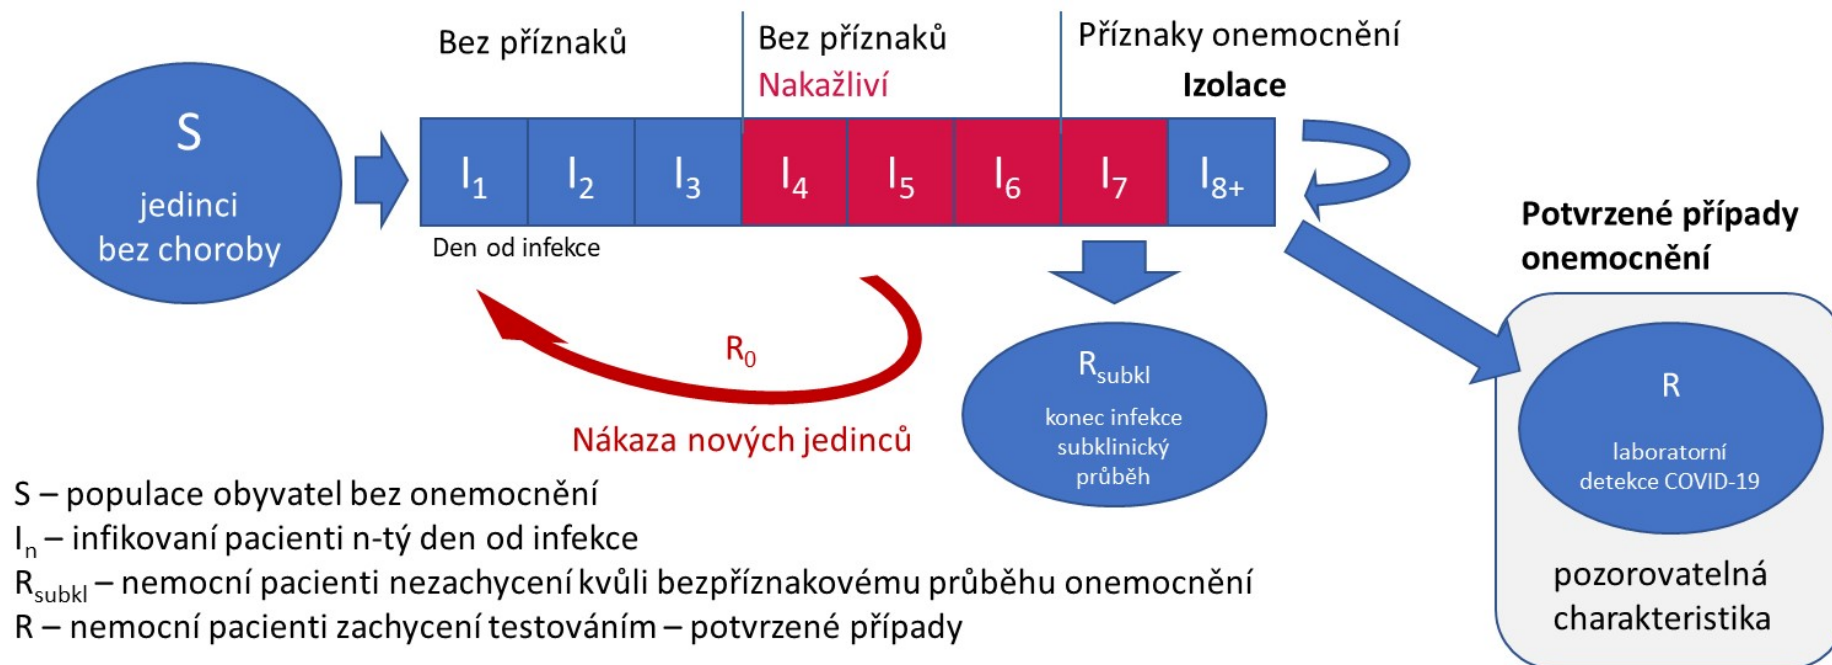 Bez příznaků
Bez příznaků
Nakažliví
Příznaky onemocnění
Izolace
S
jedinci
bez choroby
I1 I2 I3 I4 I5 I6 I7 I8+
Den od infekce
R0
Nákaza nových jedinců
Rsubkl
konec infekce
subklinický
průběh
Potvrzené případy
onemocnění
R
laboratorní
detekce COVID-19
pozorovatelná
charakteristika
S – populace obyvatel bez onemocnění
In – infikovaní pacienti n-tý den od infekce
Rsubkl – nemocní pacienti nezachycení kvůli bezpříznakovému průběhu onemocnění
R – nemocní pacienti zachycení testováním – potvrzené případy